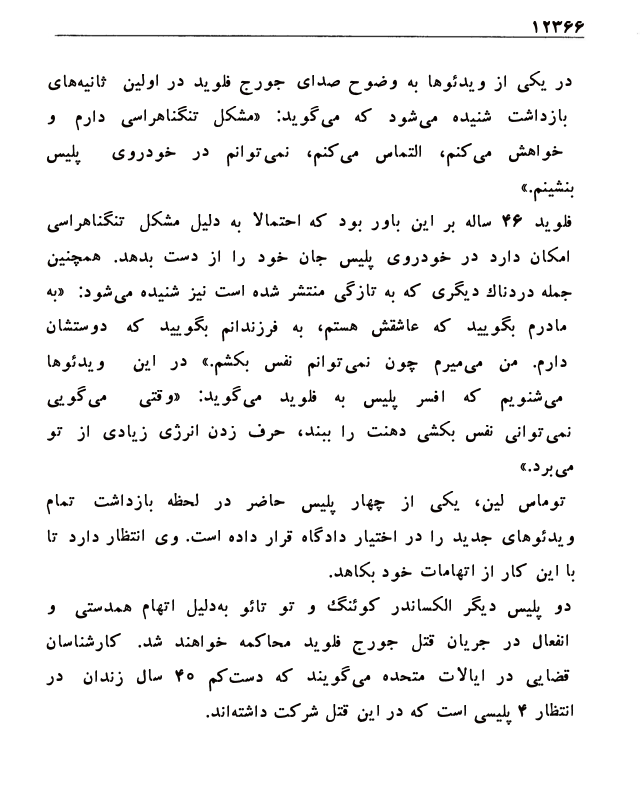 ۱۲۳۶۶
در یکی از ویدئوها به وضوح صدای جورج فلوید در اولین ثانیه‌های
بازداشت شنیده می‌شود که می‌گوید: «مشکل تنگناهراسی دارم و
خواهش می‌کنم، التماس می‌کنم، نمی‌توانم در خودروی پلیس
بنشینم.»
فلوید ۴۶ ساله بر این باور بود که احتمالاً به دلیل مشکل تنگناهراسی
امکان دارد در خودروی پلیس جان خود را از دست بدهد. همچنین
جمله دردناك دیگری که به تازگی منتشر شده است نیز شنیده می‌شود: «به
مادرم بگویید که عاشقش هستم، به فرزندانم بگویید که دوستشان
دارم. من می‌میرم چون نمی‌توانم نفس بکشم.» در این ویدئوها
می‌شنویم که افسر پلیس به فلوید می‌گوید: «وقتی می‌گویی
نمی‌توانی نفس بکشی دهنت را ببند، حرف زدن انرژی زیادی از تو
می‌برد.»
توماس لین، یکی از چهار پلیس حاضر در لحظه بازداشت تمام
ویدئوهای جدید را در اختیار دادگاه قرار داده است. وی انتظار دارد تا
با این کار از اتهامات خود بکاهد.
دو پلیس دیگر الکساندر کوئنگ و تو تائو به‌دلیل اتهام همدستی و
انفعال در جریان قتل جورج فلوید محاکمه خواهند شد. کارشناسان
قضایی در ایالات متحده می‌گویند که دست‌کم ۴۰ سال زندان در
انتظار ۴ پلیسی است که در این قتل شرکت داشته‌اند.